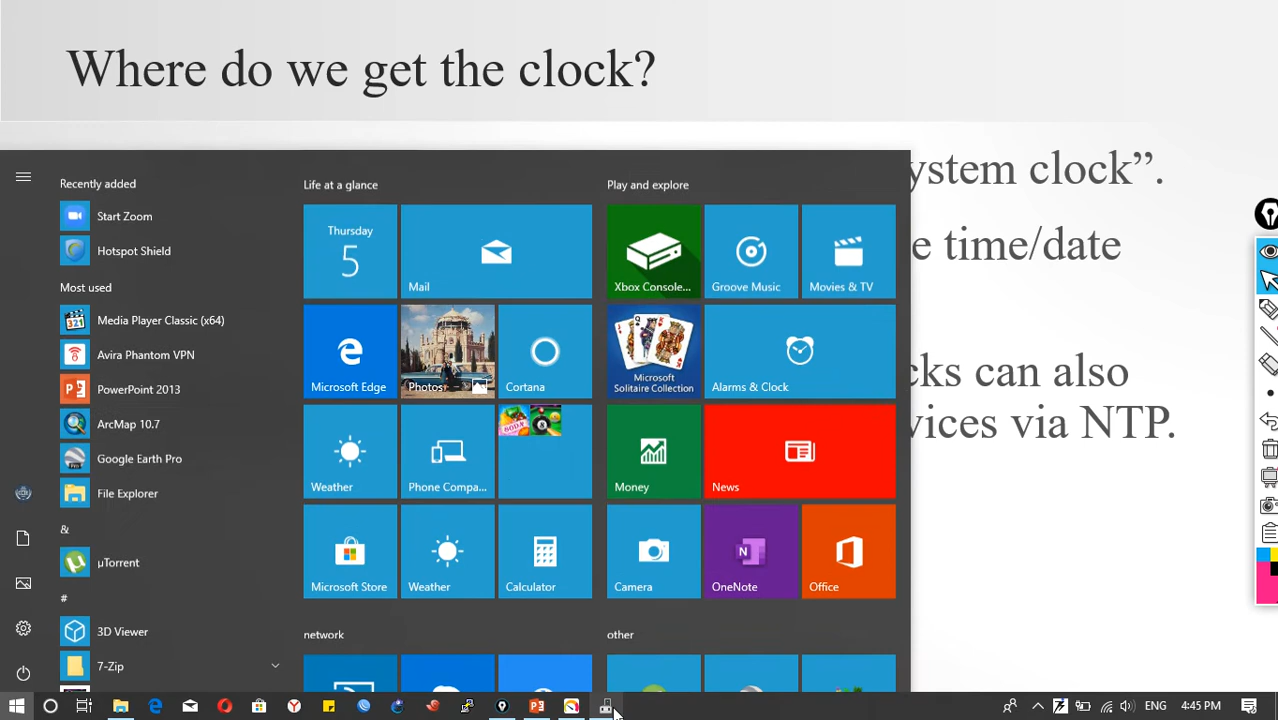 Where do we get the clock?
ystem clock”.
e time/date
cks can also
vices via NTP.
Recently added
Start Zoom
Hotspot Shield
Most used
Media Player Classic (x64)
Avira Phantom VPN
PowerPoint 2013
ArcMap 10.7
Google Earth Pro
File Explorer
&
µTorrent
#
3D Viewer
7-Zip
Life at a glance
Thursday
5
Mail
Microsoft Edge
Photos
Cortana
Weather
Phone Compa...
Microsoft Store
Weather
Calculator
network
Play and explore
Xbox Console...
Groove Music
Movies & TV
Microsoft
Solitaire Collection
Alarms & Clock
Money
News
Camera
OneNote
Office
other
ENG
4:45 PM